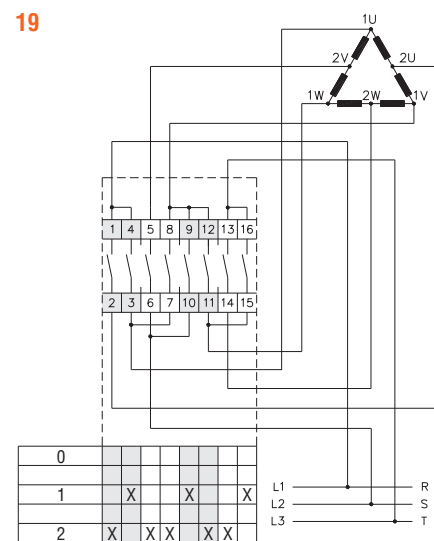 19
1U
2V 2U
1W 2W 1V
1 4 5 8 9 12 13 16
2 3 6 7 10 11 14 15
0
1 X X X
2 X X X X X
L1 R
L2 S
L3 T